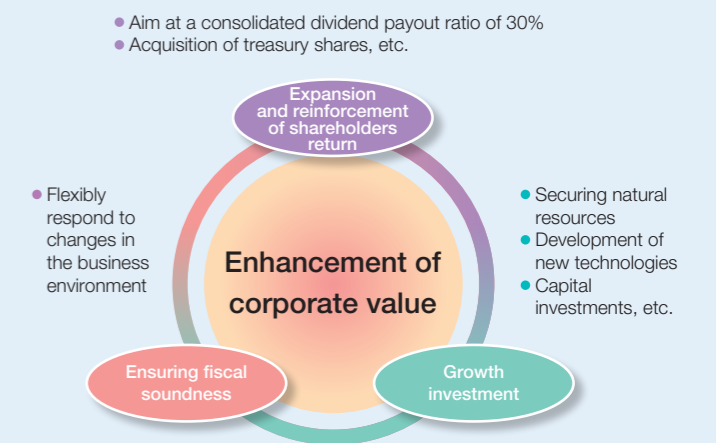 ● Aim at a consolidated dividend payout ratio of 30%
● Acquisition of treasury shares, etc.
Expansion
and reinforcement
of shareholders
return
● Flexibly
respond to
changes in
the business
environment
● Securing natural
resources
● Development of
new technologies
● Capital
investments, etc.
Enhancement of
corporate value
Ensuring fiscal
soundness
Growth
investment